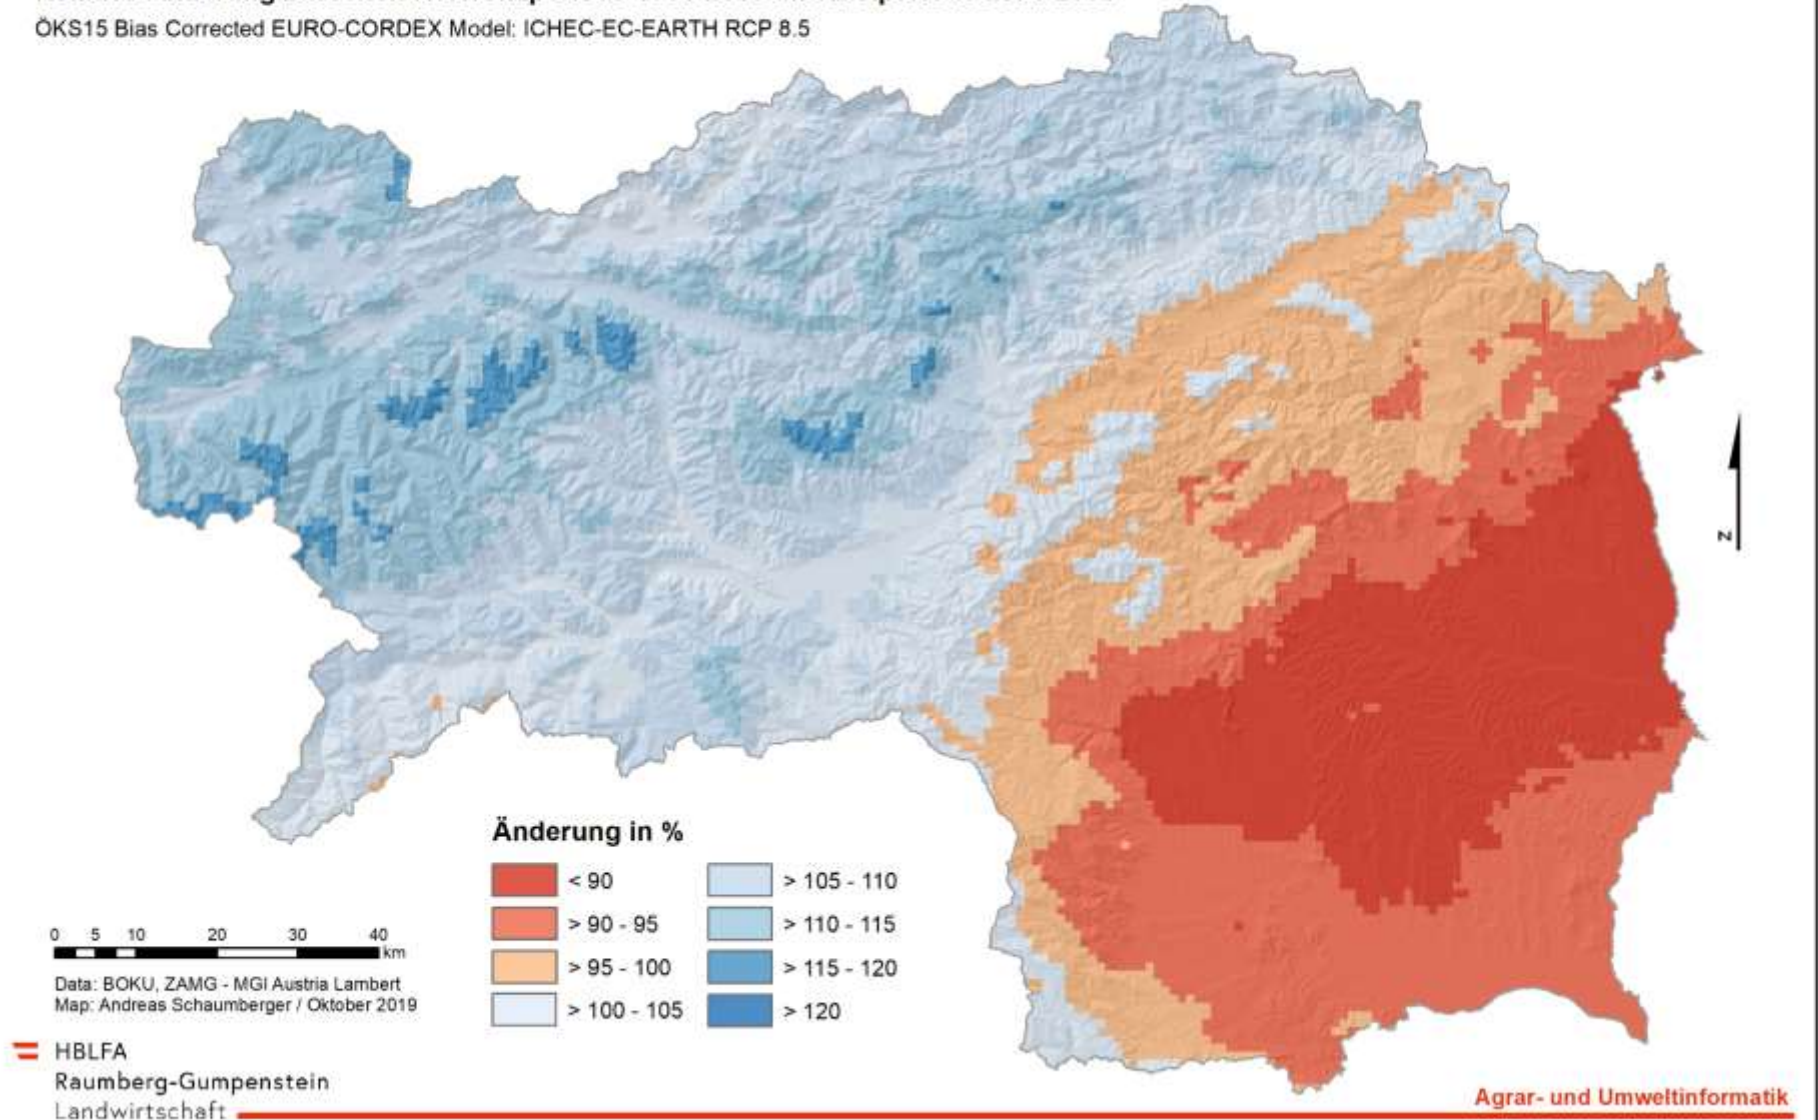 ÖKS15 Bias Corrected EURO-CORDEX Model: ICHEC-EC-EARTH RCP 8.5
N
Änderung in %
< 90
> 90 - 95
> 95 - 100
> 100 - 105
> 105 - 110
> 110 - 115
> 115 - 120
> 120
0 5 10 20 30 40
km
Data: BOKU, ZAMG - MGI Austria Lambert
Map: Andreas Schaumberger / Oktober 2019
HBLFA
Raumberg-Gumpenstein
Landwirtschaft
Agrar- und Umweltinformatik